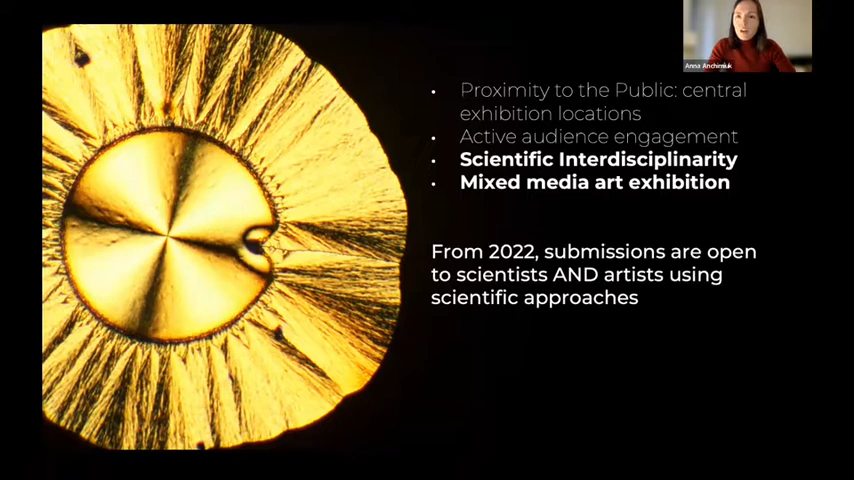 Anna Anchimiuk
• Proximity to the Public: central
exhibition locations
• Active audience engagement
• Scientific Interdisciplinarity
• Mixed media art exhibition
From 2022, submissions are open
to scientists AND artists using
scientific approaches